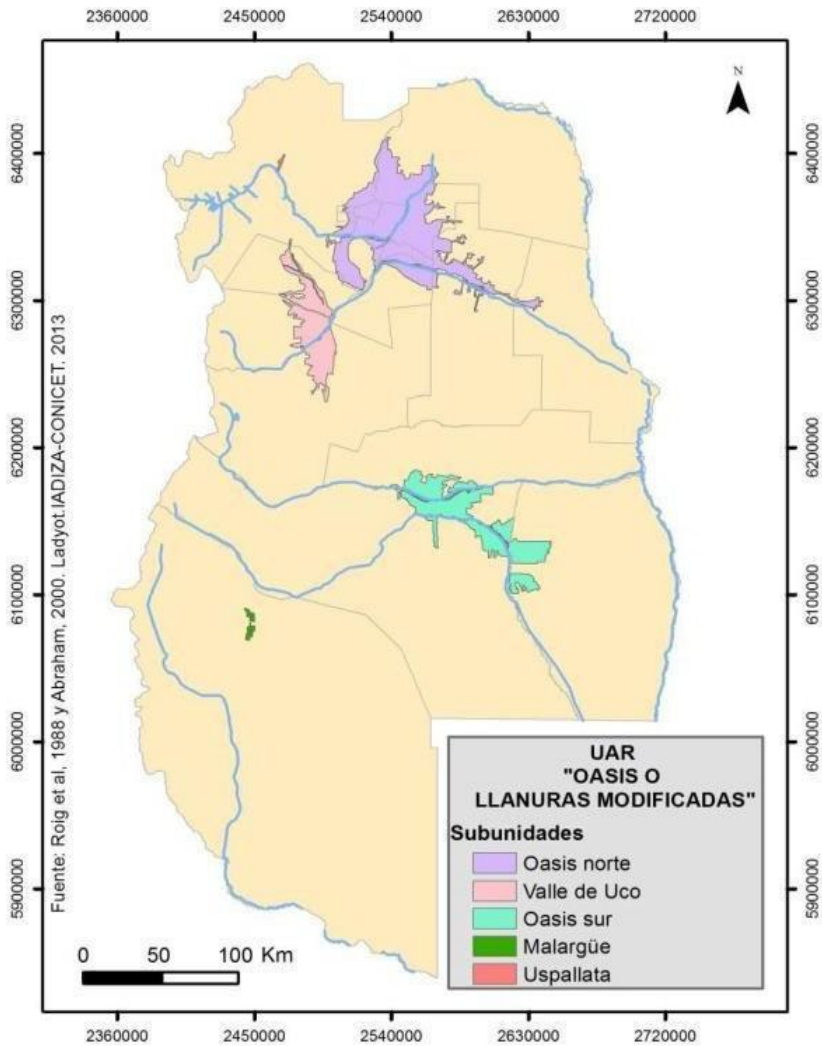 2360000 2450000 2540000 2630000 2720000
N
6400000 6400000
6300000 6300000
6200000 6200000
6100000 6100000
6000000 6000000
5900000 5900000
Fuente: Roig et al, 1988 y Abraham, 2000. Ladyot.IADIZA-CONICET. 2013
UAR
"OASIS O
LLANURAS MODIFICADAS"
Subunidades
Oasis norte
Valle de Uco
Oasis sur
Malargüe
Uspallata
0 50 100 Km
2360000 2450000 2540000 2630000 2720000